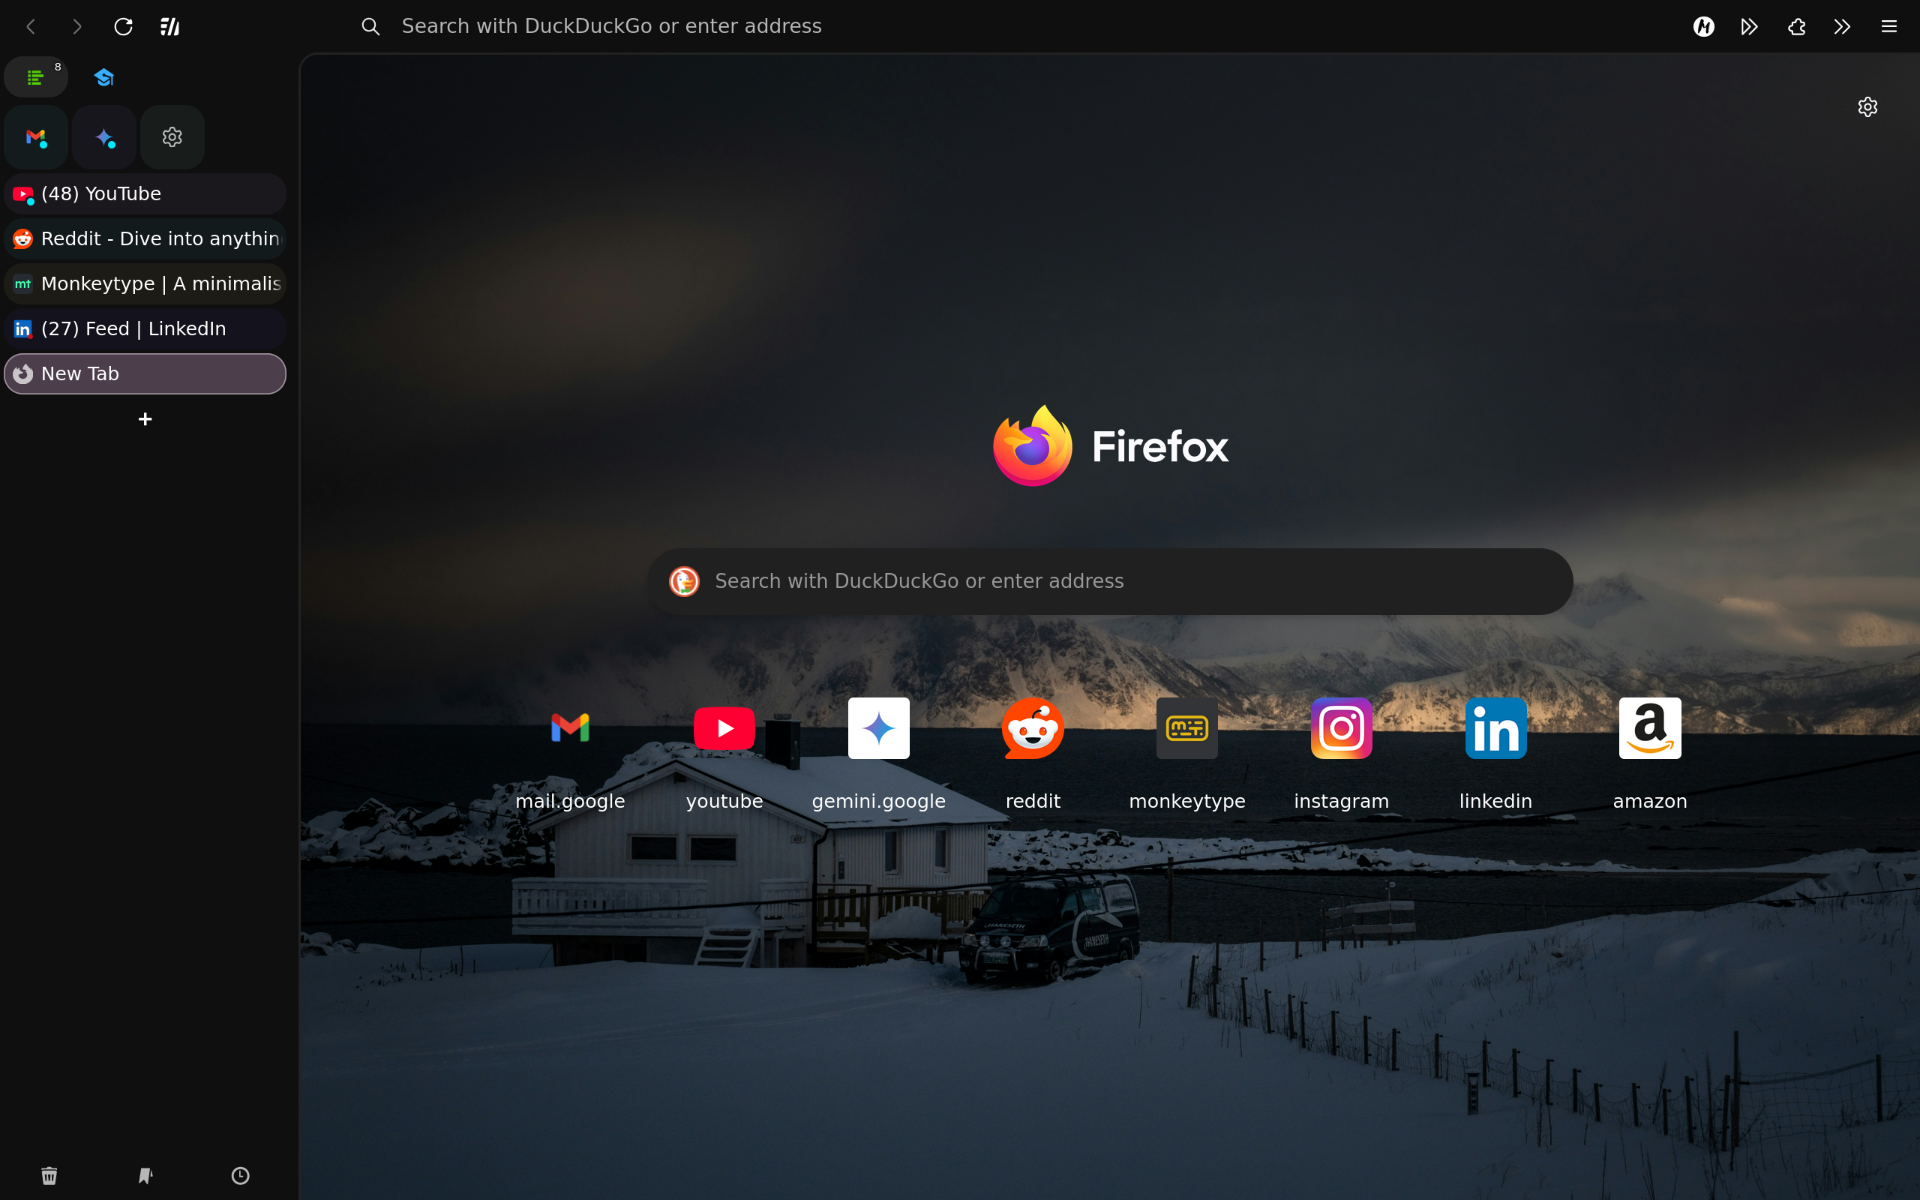 Search with DuckDuckGo or enter address
8
(48) YouTube
Reddit - Dive into anythin
mt
Monkeytype | A minimalis
in
(27) Feed | LinkedIn
New Tab
+
Firefox
Search with DuckDuckGo or enter address
in
a
mail.google
youtube
gemini.google
reddit
monkeytype
instagram
linkedin
amazon